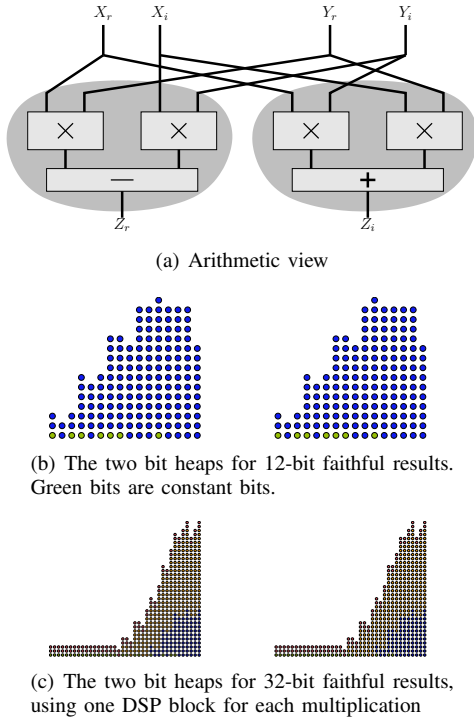 X_r X_i Y_r Y_i
× × × ×
— +
Z_r Z_i
(a) Arithmetic view
(b) The two bit heaps for 12-bit faithful results.
Green bits are constant bits.
(c) The two bit heaps for 32-bit faithful results,
using one DSP block for each multiplication